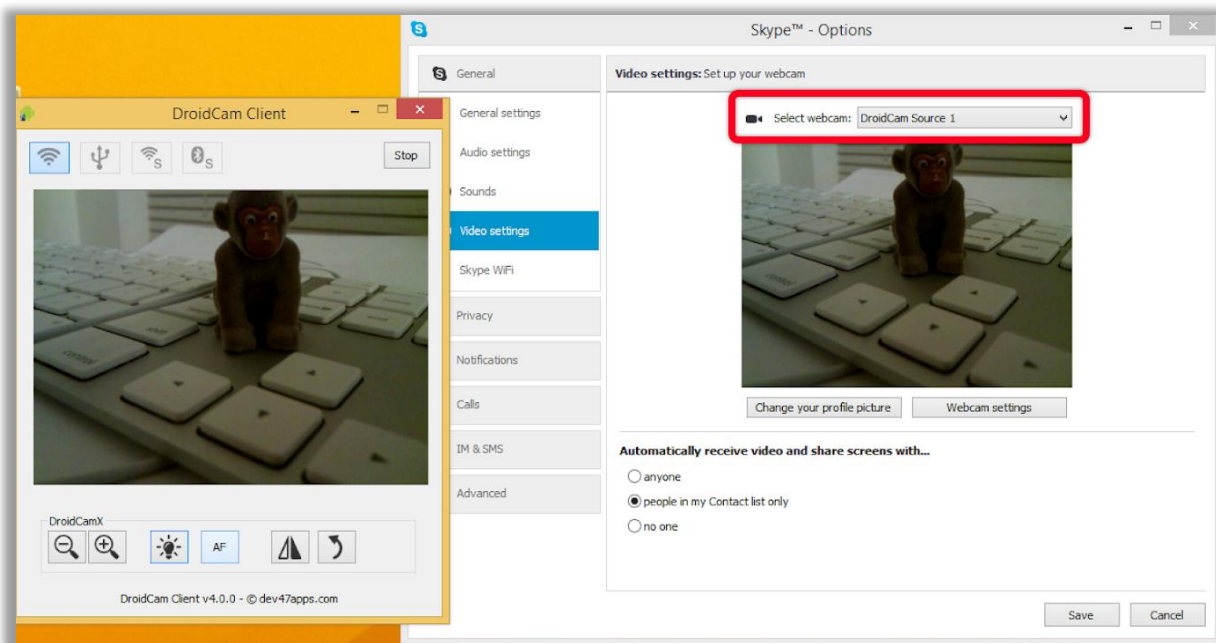 Skype™ - Options
General
General settings
Audio settings
Sounds
Video settings
Skype WiFi
Privacy
Notifications
Calls
IM & SMS
Advanced
Video settings: Set up your webcam
Select webcam: DroidCam Source 1
Change your profile picture
Webcam settings
Automatically receive video and share screens with...
anyone
people in my Contact list only
no one
Save
Cancel
DroidCam Client
S
S
Stop
control
DroidCamX
AF
DroidCam Client v4.0.0 - © dev47apps.com